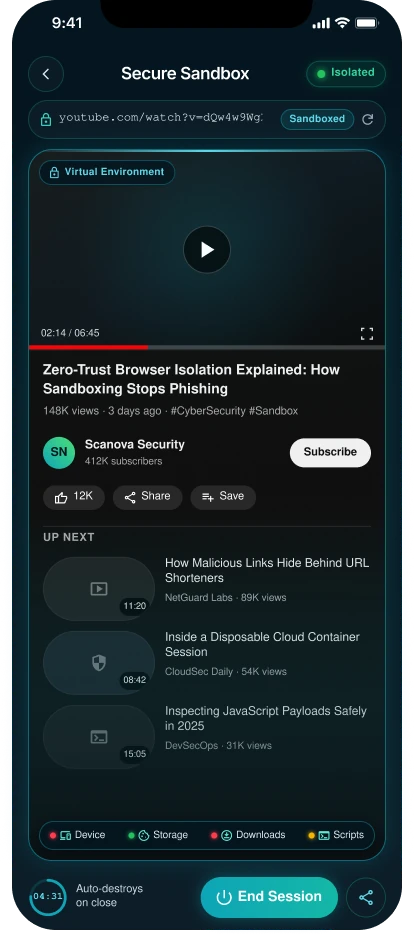 9:41
Secure Sandbox
Isolated
youtube.com/watch?v=dQw4w9Wg
Sandboxed
Virtual Environment
02:14 / 06:45
Zero-Trust Browser Isolation Explained: How
Sandboxing Stops Phishing
148K views · 3 days ago · #CyberSecurity #Sandbox
SN
Scanova Security
412K subscribers
Subscribe
12K
Share
Save
UP NEXT
How Malicious Links Hide Behind URL
Shorteners
NetGuard Labs · 89K views
11:20
Inside a Disposable Cloud Container
Session
CloudSec Daily · 54K views
08:42
Inspecting JavaScript Payloads Safely
in 2025
DevSecOps · 31K views
15:05
Device
Storage
Downloads
Scripts
04:31
Auto-destroys
on close
End Session